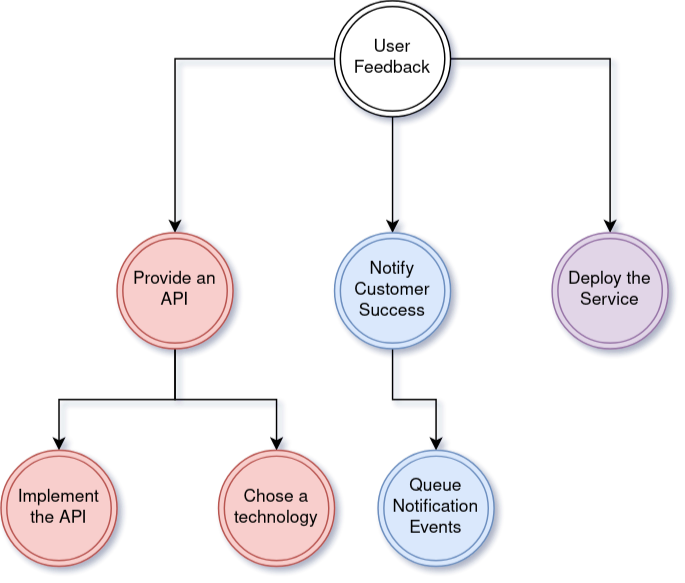 User
Feedback
Provide an
API
Notify
Customer
Success
Deploy the
Service
Implement
the API
Chose a
technology
Queue
Notification
Events